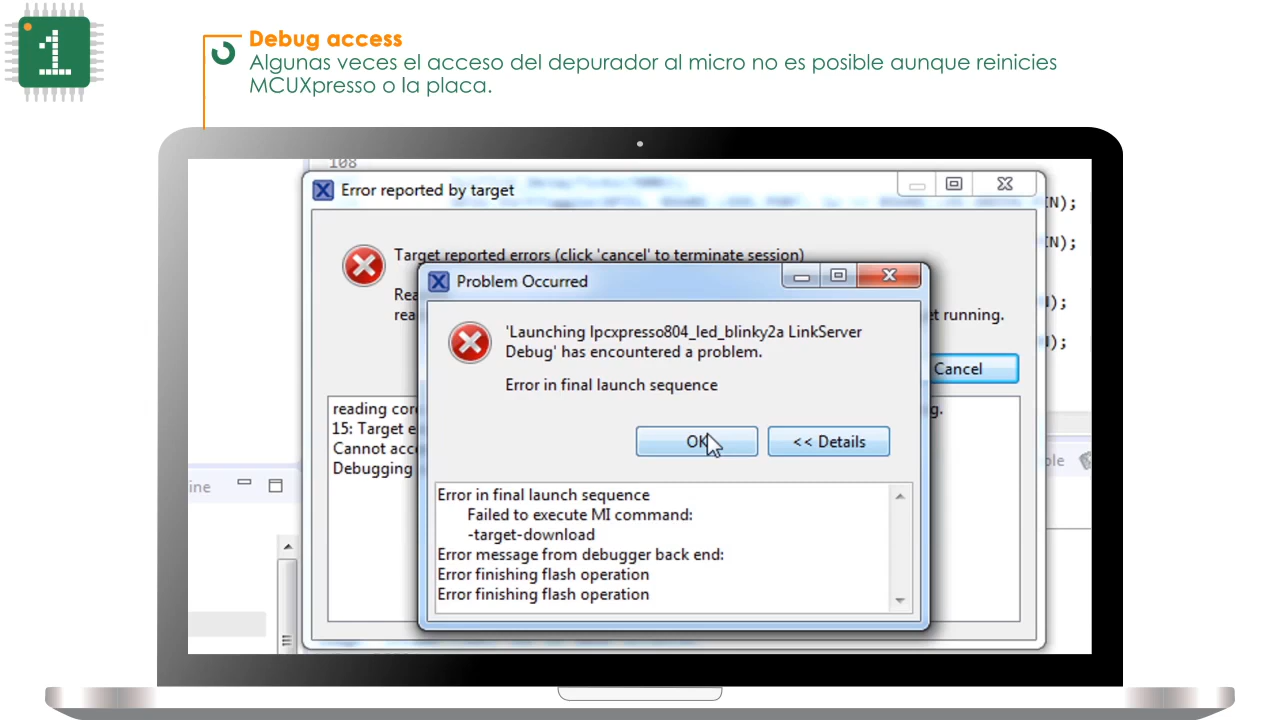 1
Debug access
Algunas veces el acceso del depurador al micro no es posible aunque reinicies
MCUXpresso o la placa.
108
Error reported by target
IN);
IN);
Target reported errors (click 'cancel' to terminate session)
Problem Occurred
);
t running.
'Launching lpcxpresso804_led_blinky2a LinkServer
Debug' has encountered a problem.
);
Cancel
Error in final launch sequence
reading
15: Target
Cannot
Debugging
OK
<< Details
Error in final launch sequence
Failed to execute MI command:
-target-download
Error message from debugger back end:
Error finishing flash operation
Error finishing flash operation